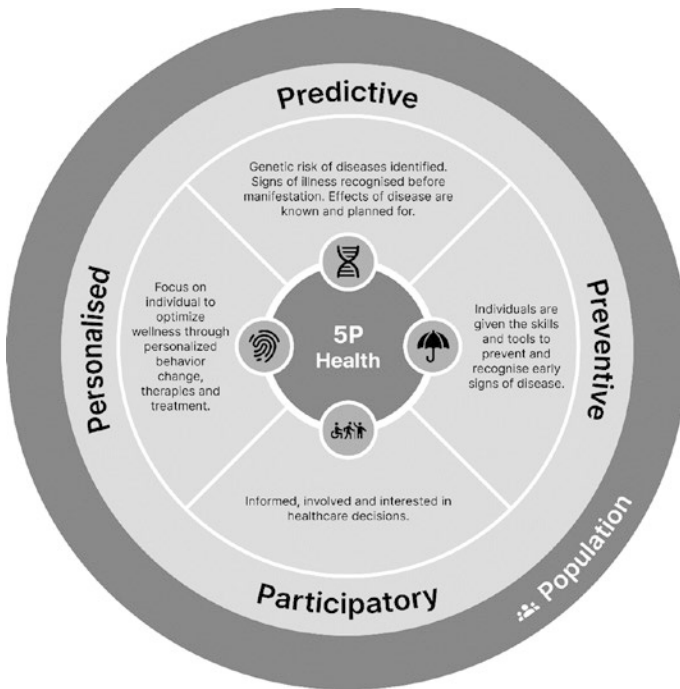 Predictive
Genetic risk of diseases identified.
Signs of illness recognised before
manifestation. Effects of disease are
known and planned for.
Personalised
Focus on
individual to
optimize
wellness through
personalized
behavior
change,
therapies and
treatment.
5P
Health
Individuals are
given the skills
and tools to
prevent and
recognise early
signs of disease.
Preventive
Informed, involved and interested in
healthcare decisions.
Participatory
Population